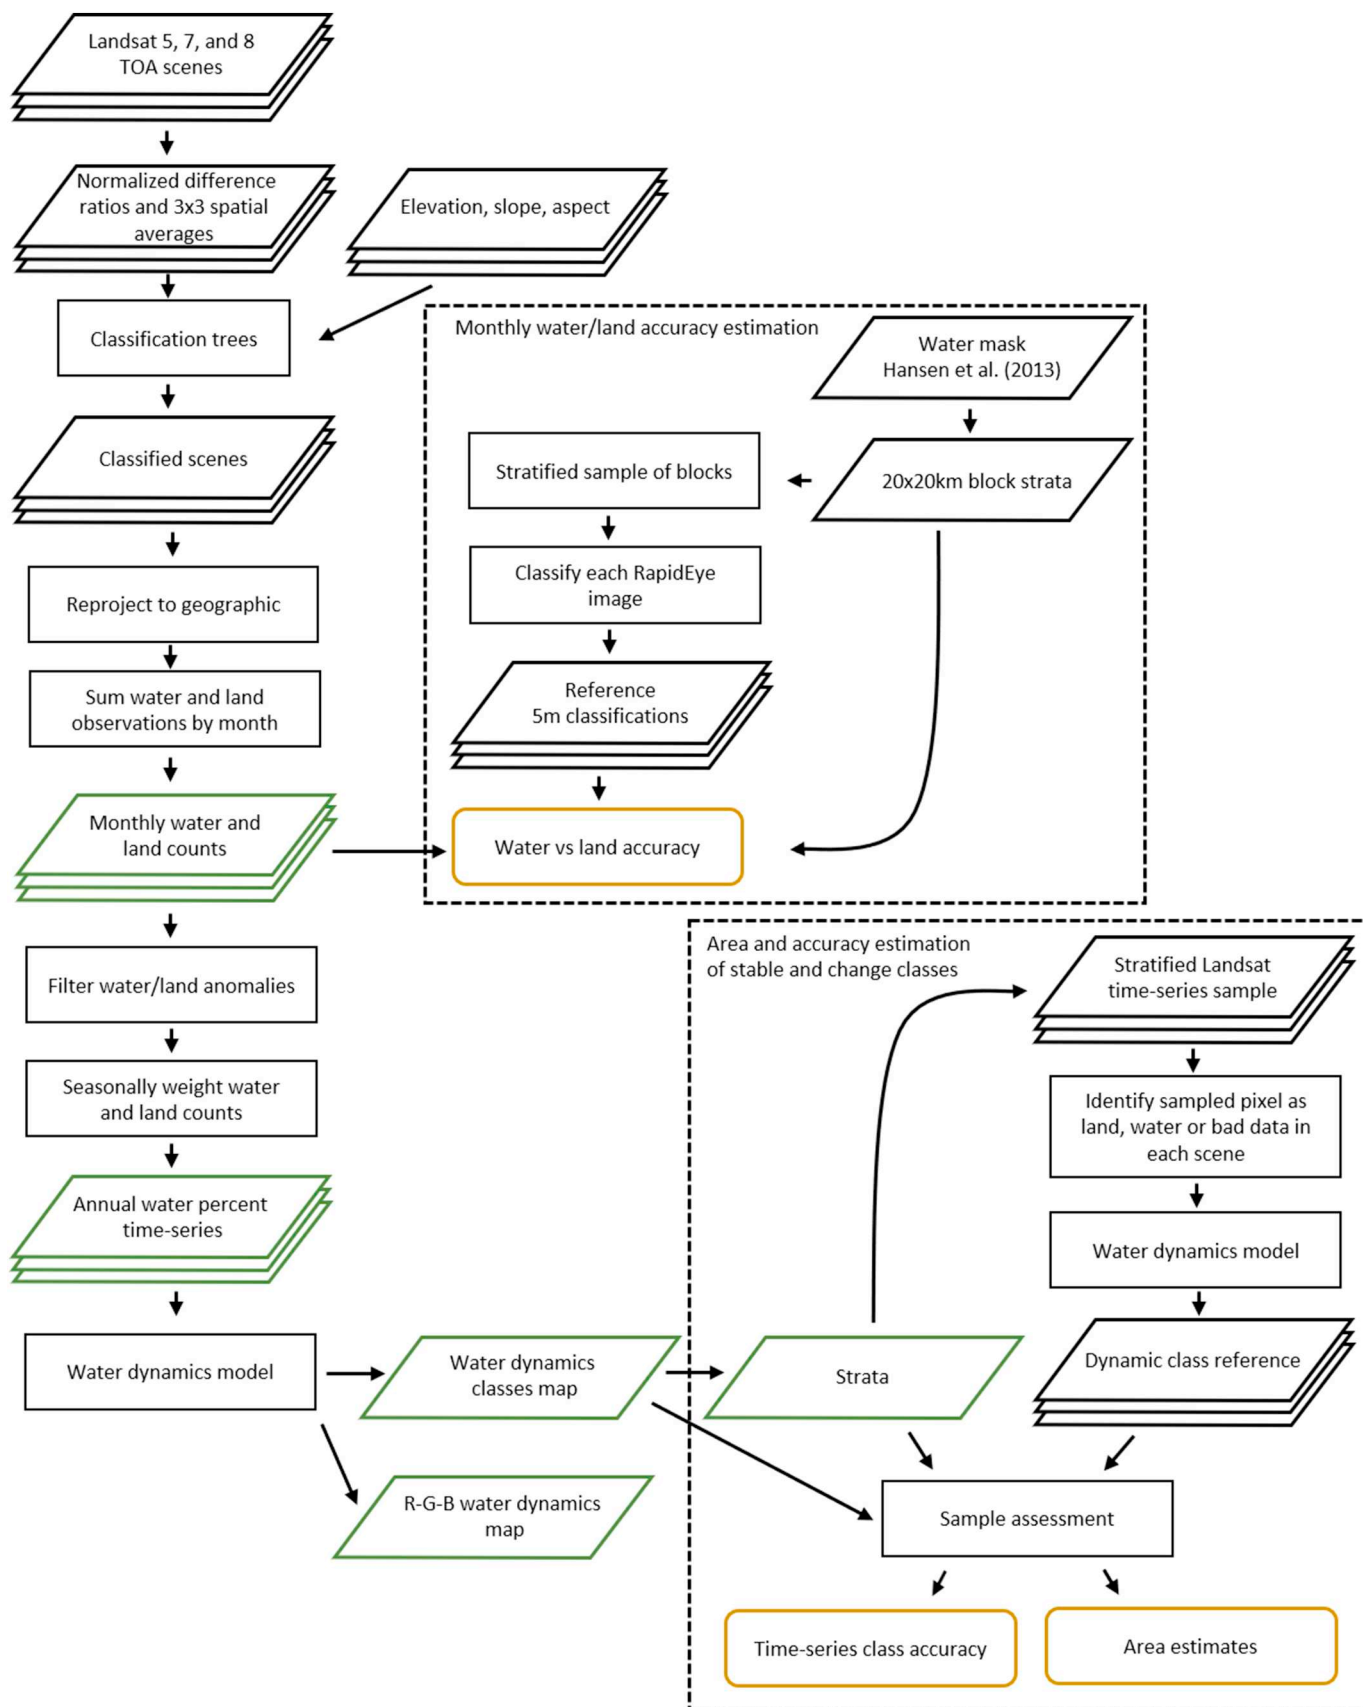 Landsat 5, 7, and 8
TOA scenes
Normalized difference
ratios and 3x3 spatial
averages
Elevation, slope, aspect
Classification trees
Classified scenes
Reproject to geographic
Sum water and land
observations by month
Monthly water and
land counts
Monthly water/land accuracy estimation
Water mask
Hansen et al. (2013)
20x20km block strata
Stratified sample of blocks
Classify each RapidEye
image
Reference
5m classifications
Water vs land accuracy
Filter water/land anomalies
Seasonally weight water
and land counts
Annual water percent
time-series
Water dynamics model
Water dynamics
classes map
R-G-B water dynamics
map
Area and accuracy estimation
of stable and change classes
Stratified Landsat
time-series sample
Identify sampled pixel as
land, water or bad data in
each scene
Water dynamics model
Dynamic class reference
Strata
Sample assessment
Time-series class accuracy
Area estimates